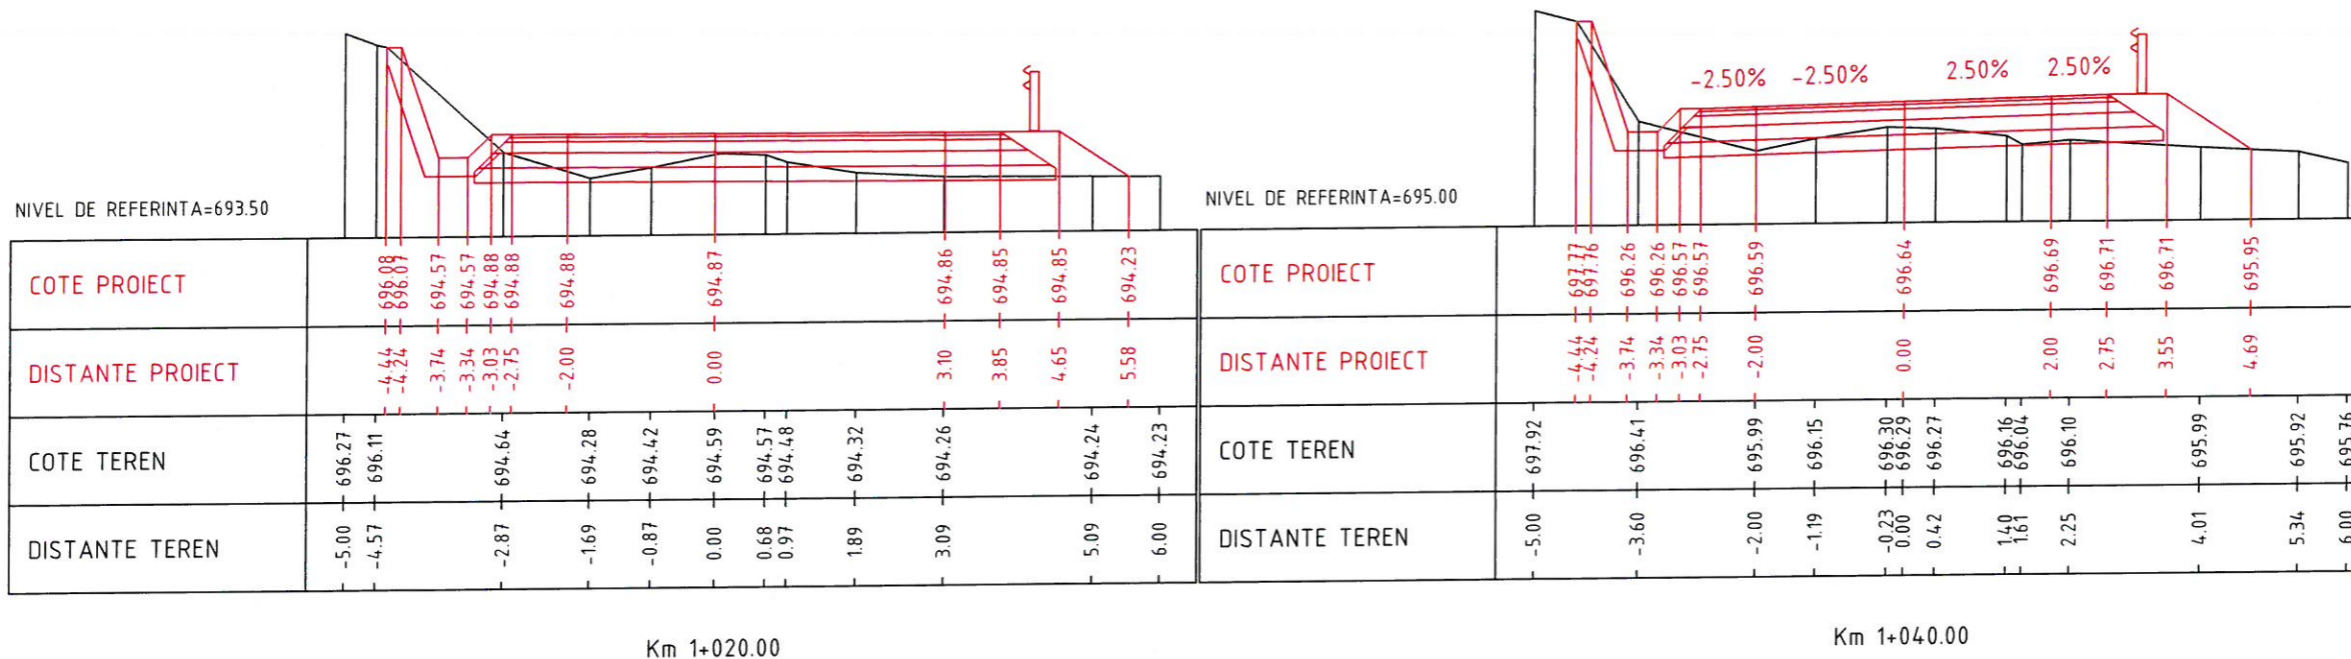 -2.50% -2.50% 2.50% 2.50%
NIVEL DE REFERINTA=693.50
COTE PROIECT 696.08 696.07 694.57 694.57 694.88 694.88 694.88 694.87 694.86 694.85 694.85 694.23
DISTANTE PROIECT -4.44 -4.24 -3.74 -3.34 -3.03 -2.75 -2.00 0.00 3.10 3.85 4.65 5.58
COTE TEREN 696.27 696.11 694.64 694.28 694.42 694.59 694.57 694.48 694.32 694.26 694.24 694.23
DISTANTE TEREN -5.00 -4.57 -2.87 -1.69 -0.87 0.00 0.68 0.97 1.89 3.09 5.09 6.00
Km 1+020.00
NIVEL DE REFERINTA=695.00
COTE PROIECT 697.77 697.76 696.26 696.26 696.57 696.57 696.59 696.64 696.69 696.71 696.71 695.95
DISTANTE PROIECT -4.44 -4.24 -3.74 -3.34 -3.03 -2.75 -2.00 0.00 2.00 2.75 3.55 4.69
COTE TEREN 697.92 696.41 695.99 696.15 696.30 696.29 696.27 696.16 696.04 696.10 695.99 695.92 695.76
DISTANTE TEREN -5.00 -3.60 -2.00 -1.19 -0.23 0.00 0.42 1.40 1.61 2.25 4.01 5.34 6.00
Km 1+040.00